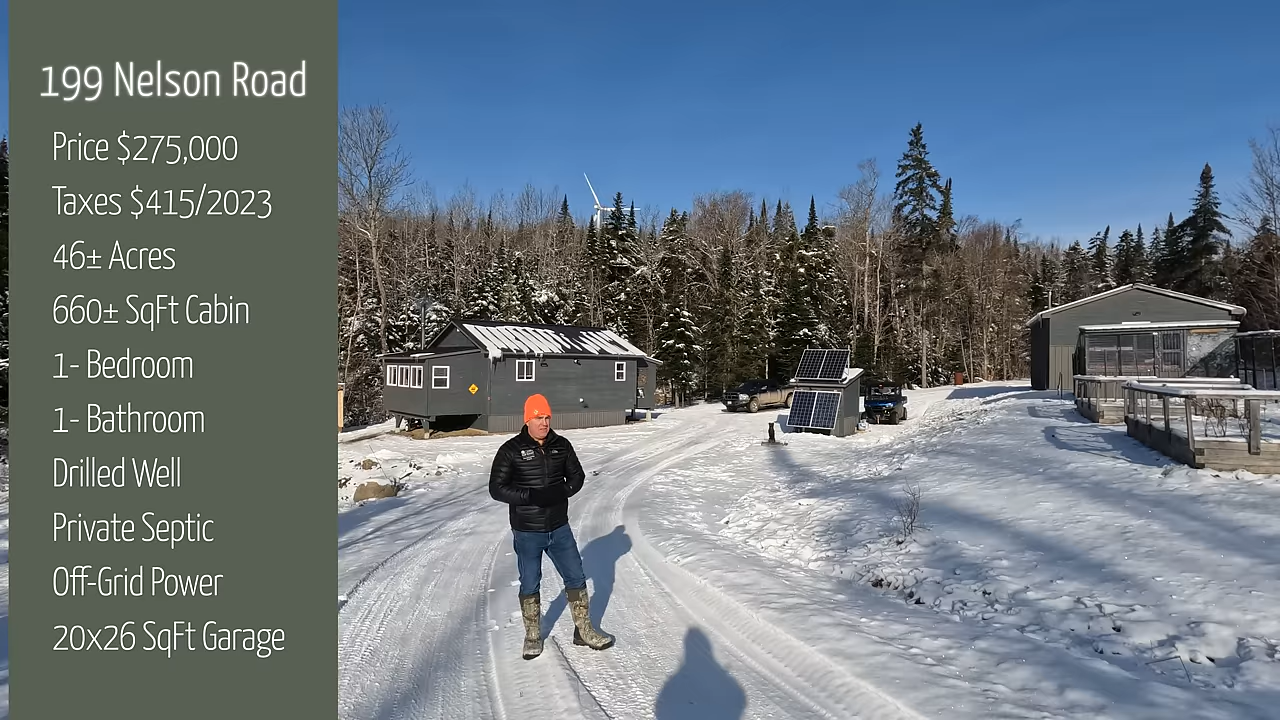 199 Nelson Road
Price $275,000
Taxes $415/2023
46± Acres
660± SqFt Cabin
1- Bedroom
1- Bathroom
Drilled Well
Private Septic
Off-Grid Power
20x26 SqFt Garage